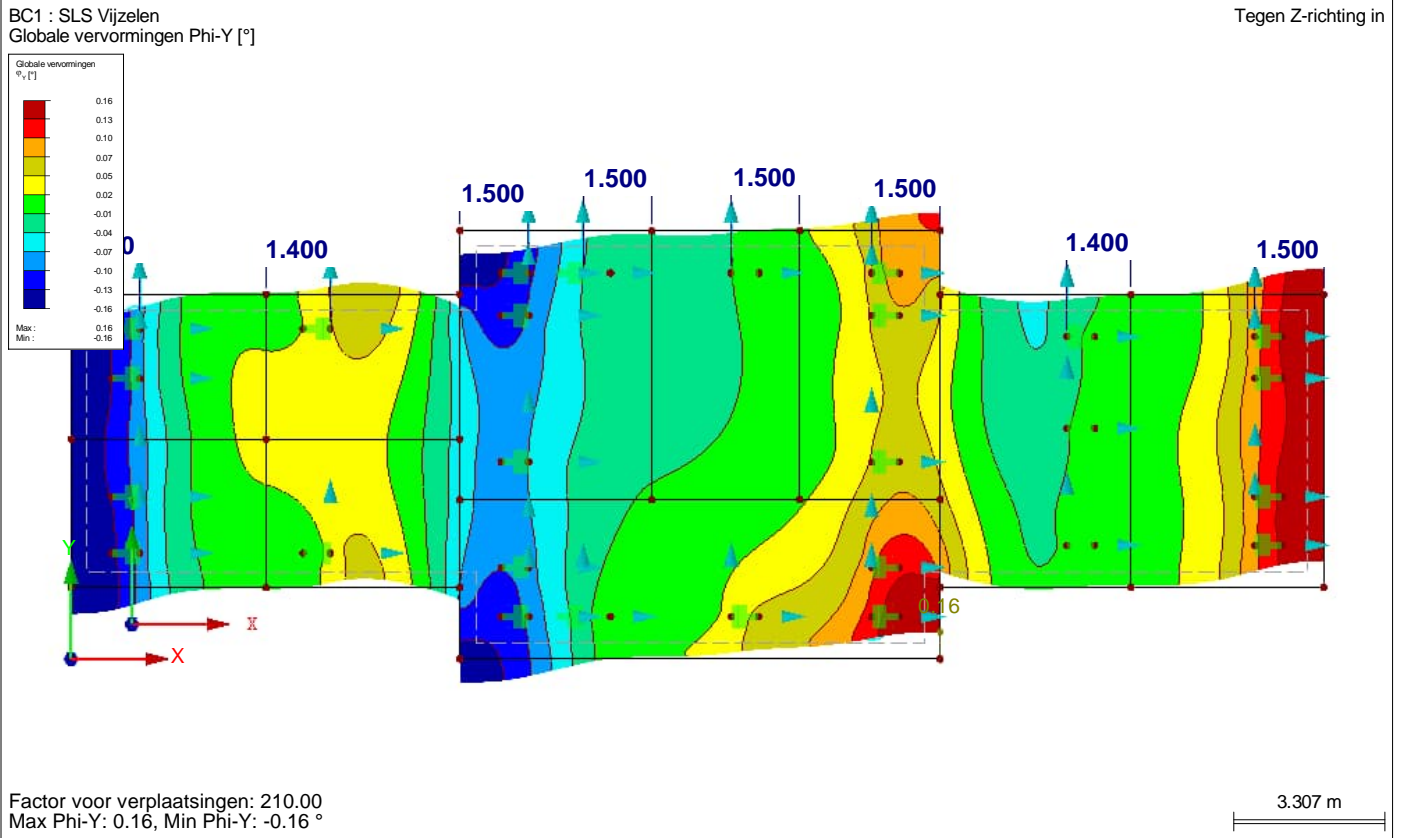 BC1 : SLS Vijzelen
Tegen Z-richting in
Globale vervormingen Phi-Y [°]
Globale vervormingen
φY [°]
0.16
0.13
0.10
0.07
0.05
0.02
-0.01
-0.04
-0.07
-0.10
-0.13
-0.16
Max : 0.16
Min : -0.16
1.500
1.500
1.500
1.500
0
1.400
1.400
1.500
0.16
Y
X
X
Factor voor verplaatsingen: 210.00
Max Phi-Y: 0.16, Min Phi-Y: -0.16 °
3.307 m